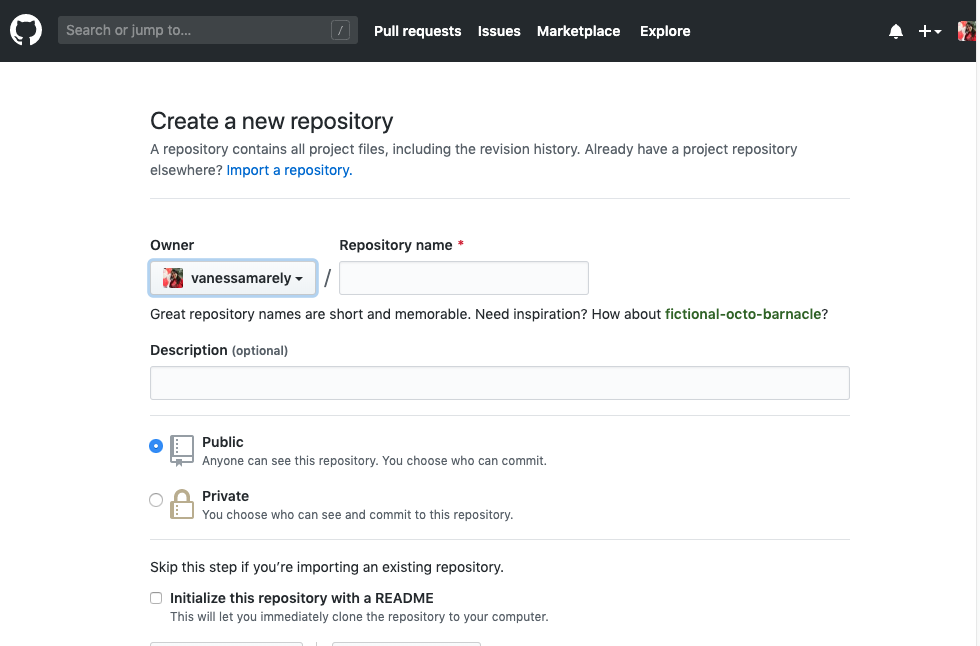 Search or jump to…
/
Pull requests
Issues
Marketplace
Explore
Create a new repository
A repository contains all project files, including the revision history. Already have a project repository
elsewhere? Import a repository.
Owner
Repository name *
vanessamarely
/
Great repository names are short and memorable. Need inspiration? How about fictional-octo-barnacle?
Description (optional)
Public
Anyone can see this repository. You choose who can commit.
Private
You choose who can see and commit to this repository.
Skip this step if you’re importing an existing repository.
Initialize this repository with a README
This will let you immediately clone the repository to your computer.